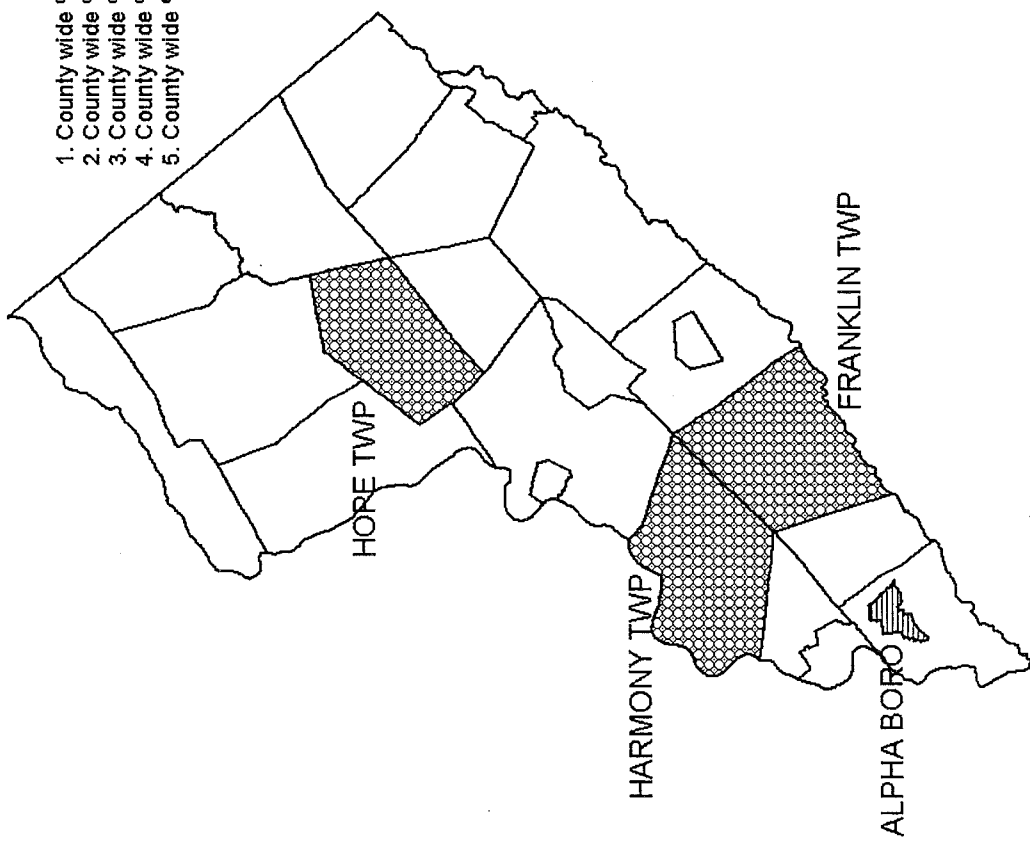 1. County wide
2. County wide
3. County wide
4. County wide
5. County wide
HOPE TWP
HARMONY TWP
FRANKLIN TWP
ALPHA BORO